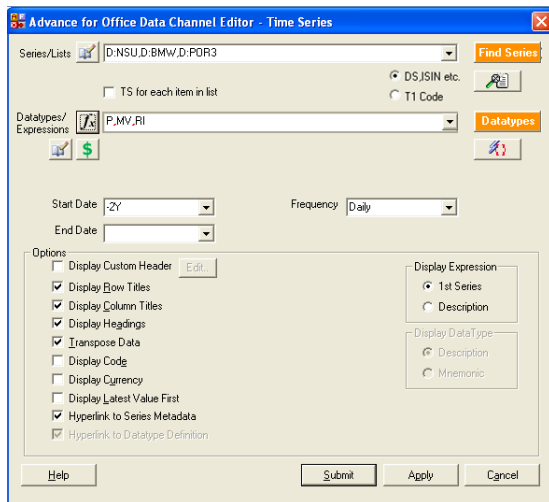 Advance for Office Data Channel Editor - Time Series
Series/Lists D:NSU,D:BMW,D:POR3 Find Series
TS for each item in list
DS,ISIN etc.
T1 Code
Datatypes/
Expressions fx P,MV,RI Datatypes
$
Start Date -2Y Frequency Daily
End Date
Options
Display Custom Header Edit..
Display Row Titles
Display Column Titles
Display Headings
Transpose Data
Display Code
Display Currency
Display Latest Value First
Hyperlink to Series Metadata
Hyperlink to Datatype Definition
Display Expression
1st Series
Description
Display DataType
Description
Mnemonic
Help Submit Apply Cancel